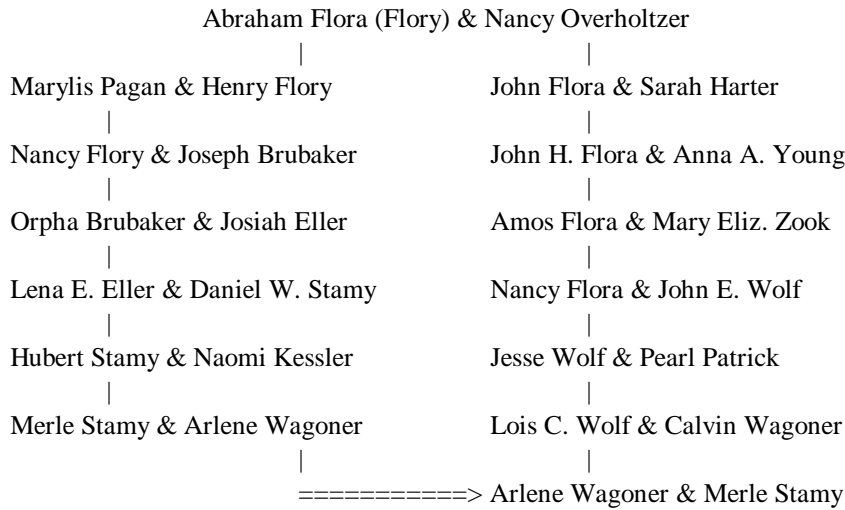 Abraham Flora (Flory) & Nancy Overholtzer
| |
Marylis Pagan & Henry Flory John Flora & Sarah Harter
| |
Nancy Flory & Joseph Brubaker John H. Flora & Anna A. Young
| |
Orpha Brubaker & Josiah Eller Amos Flora & Mary Eliz. Zook
| |
Lena E. Eller & Daniel W. Stamy Nancy Flora & John E. Wolf
| |
Hubert Stamy & Naomi Kessler Jesse Wolf & Pearl Patrick
| |
Merle Stamy & Arlene Wagoner Lois C. Wolf & Calvin Wagoner
| |
===========> Arlene Wagoner & Merle Stamy